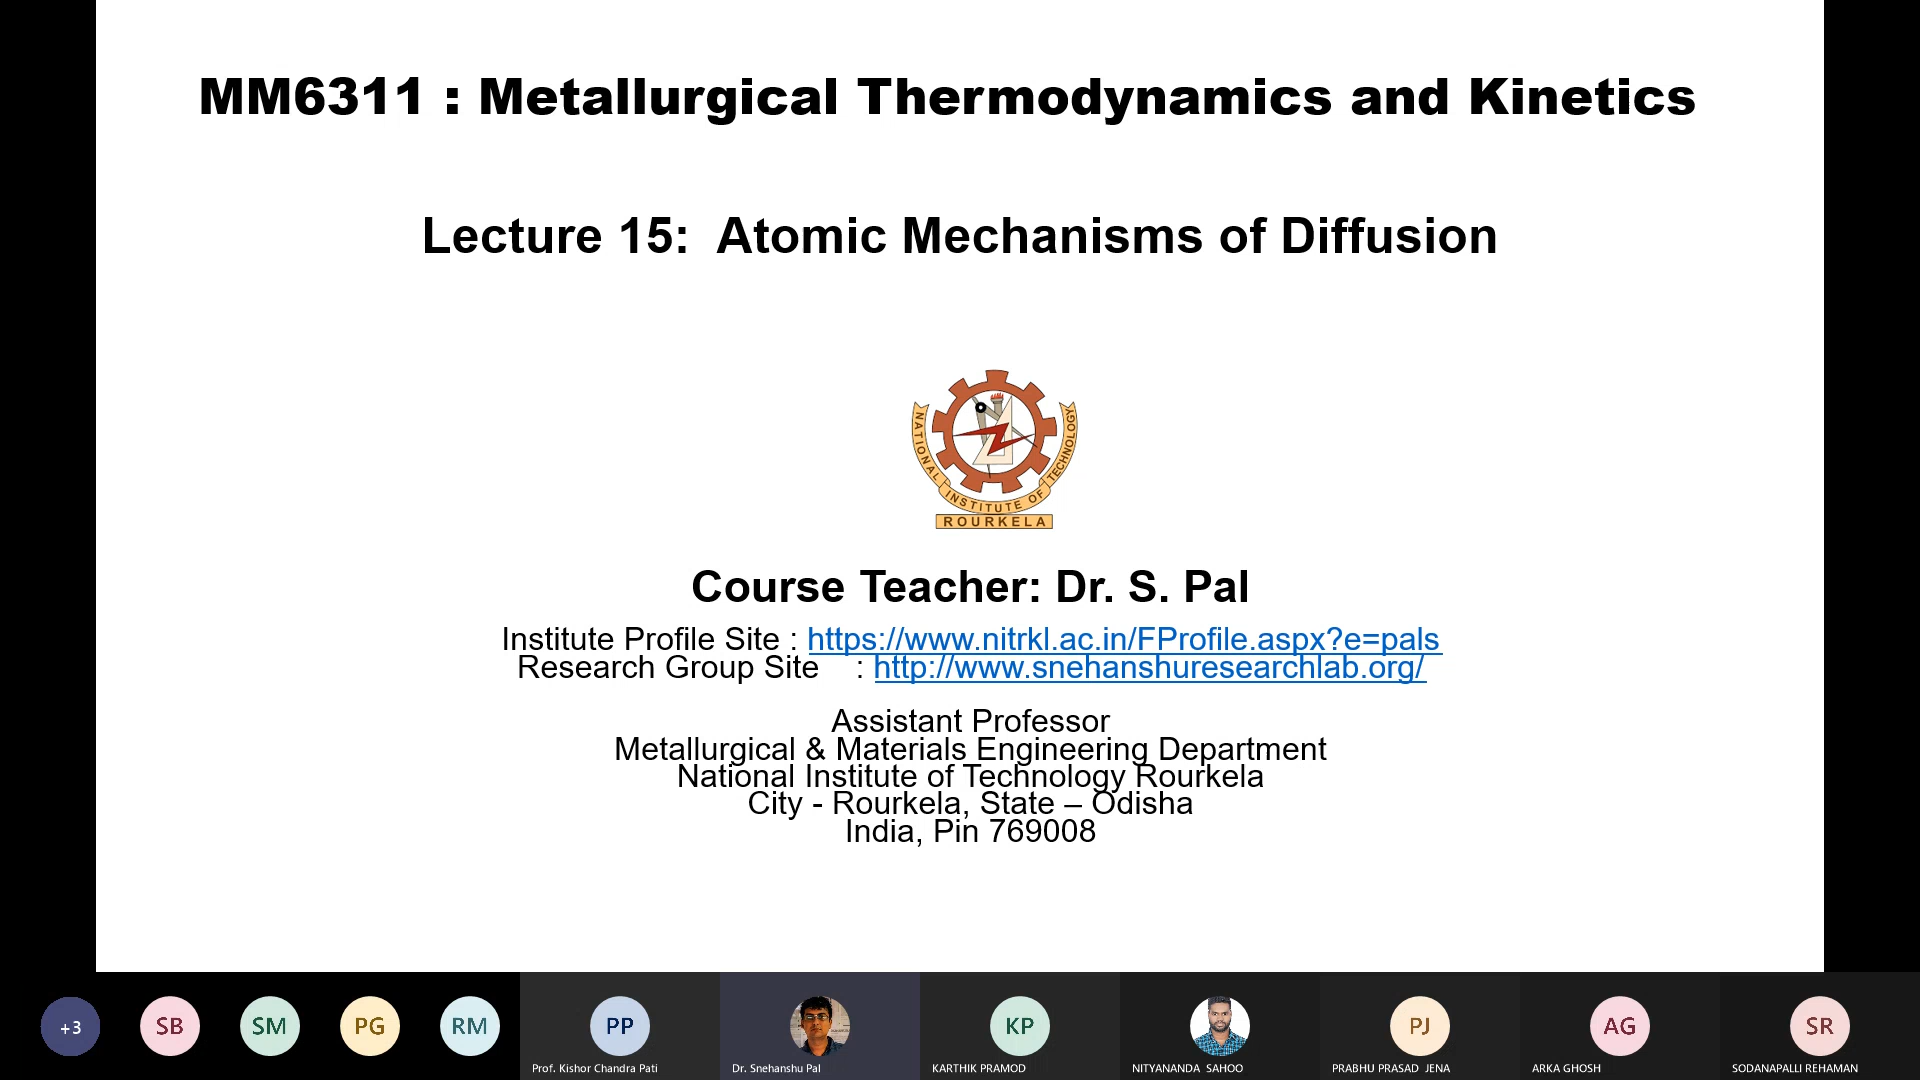 MM6311 : Metallurgical Thermodynamics and Kinetics
Lecture 15: Atomic Mechanisms of Diffusion
NATIONAL INSTITUTE OF TECHNOLOGY
ROURKELA
Course Teacher: Dr. S. Pal
Institute Profile Site : https://www.nitrkl.ac.in/FProfile.aspx?e=pals
Research Group Site : http://www.snehanshuresearchlab.org/
Assistant Professor
Metallurgical & Materials Engineering Department
National Institute of Technology Rourkela
City - Rourkela, State – Odisha
India, Pin 769008
+3 SB SM PG RM PP KP PJ AG SR
Prof. Kishor Chandra Pati Dr. Snehanshu Pal KARTHIK PRAMOD NITYANANDA SAHOO PRABHU PRASAD JENA ARKA GHOSH SODANAPALLI REHAMAN